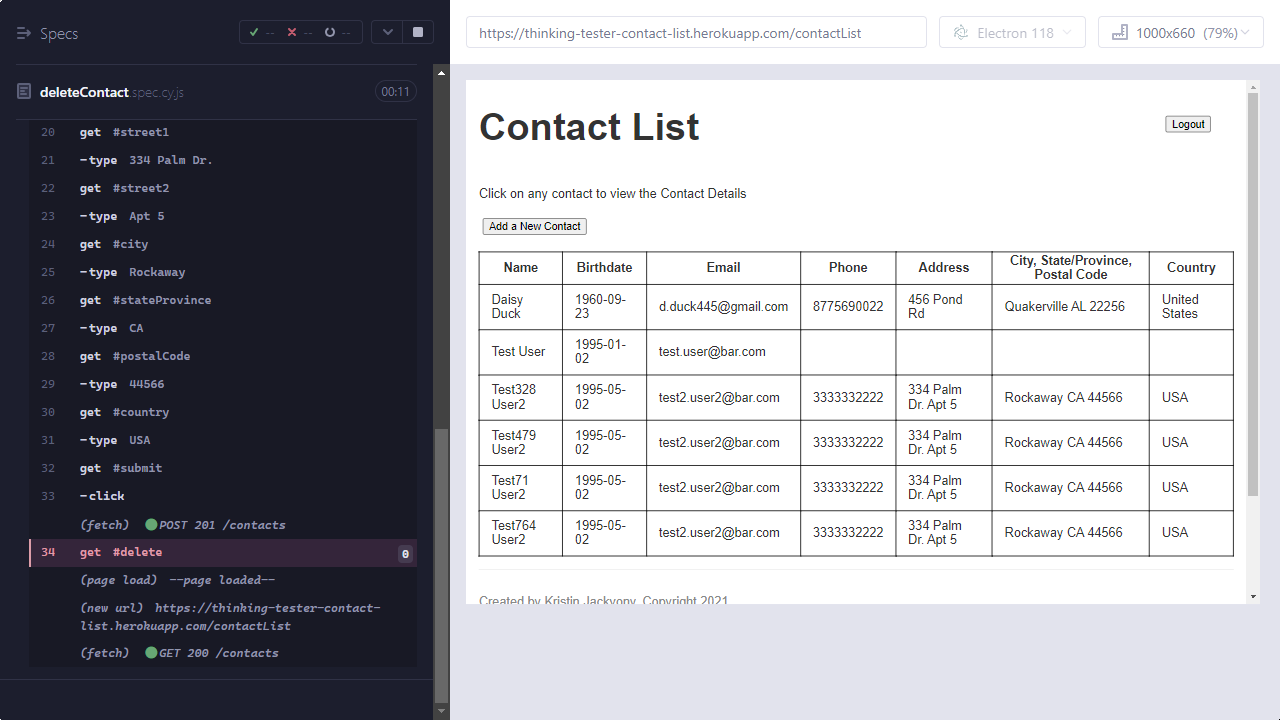 Specs
-- -- --
https://thinking-tester-contact-list.herokuapp.com/contactList
Electron 118
1000x660 (79%)
deleteContact.spec.cy.js
00:11
20 get #street1
21 -type 334 Palm Dr.
22 get #street2
23 -type Apt 5
24 get #city
25 -type Rockaway
26 get #stateProvince
27 -type CA
28 get #postalCode
29 -type 44566
30 get #country
31 -type USA
32 get #submit
33 -click
(fetch) POST 201 /contacts
34 get #delete 0
(page load) --page loaded--
(new url) https://thinking-tester-contact-
list.herokuapp.com/contactList
(fetch) GET 200 /contacts
Contact List
Logout
Click on any contact to view the Contact Details
Add a New Contact
Name Birthdate Email Phone Address City, State/Province, Postal Code Country
Daisy Duck 1960-09-23 d.duck445@gmail.com 8775690022 456 Pond Rd Quakerville AL 22256 United States
Test User 1995-01-02 test.user@bar.com
Test328 User2 1995-05-02 test2.user2@bar.com 3333332222 334 Palm Dr. Apt 5 Rockaway CA 44566 USA
Test479 User2 1995-05-02 test2.user2@bar.com 3333332222 334 Palm Dr. Apt 5 Rockaway CA 44566 USA
Test71 User2 1995-05-02 test2.user2@bar.com 3333332222 334 Palm Dr. Apt 5 Rockaway CA 44566 USA
Test764 User2 1995-05-02 test2.user2@bar.com 3333332222 334 Palm Dr. Apt 5 Rockaway CA 44566 USA
Created by Kristin Jackvony, Copyright 2021